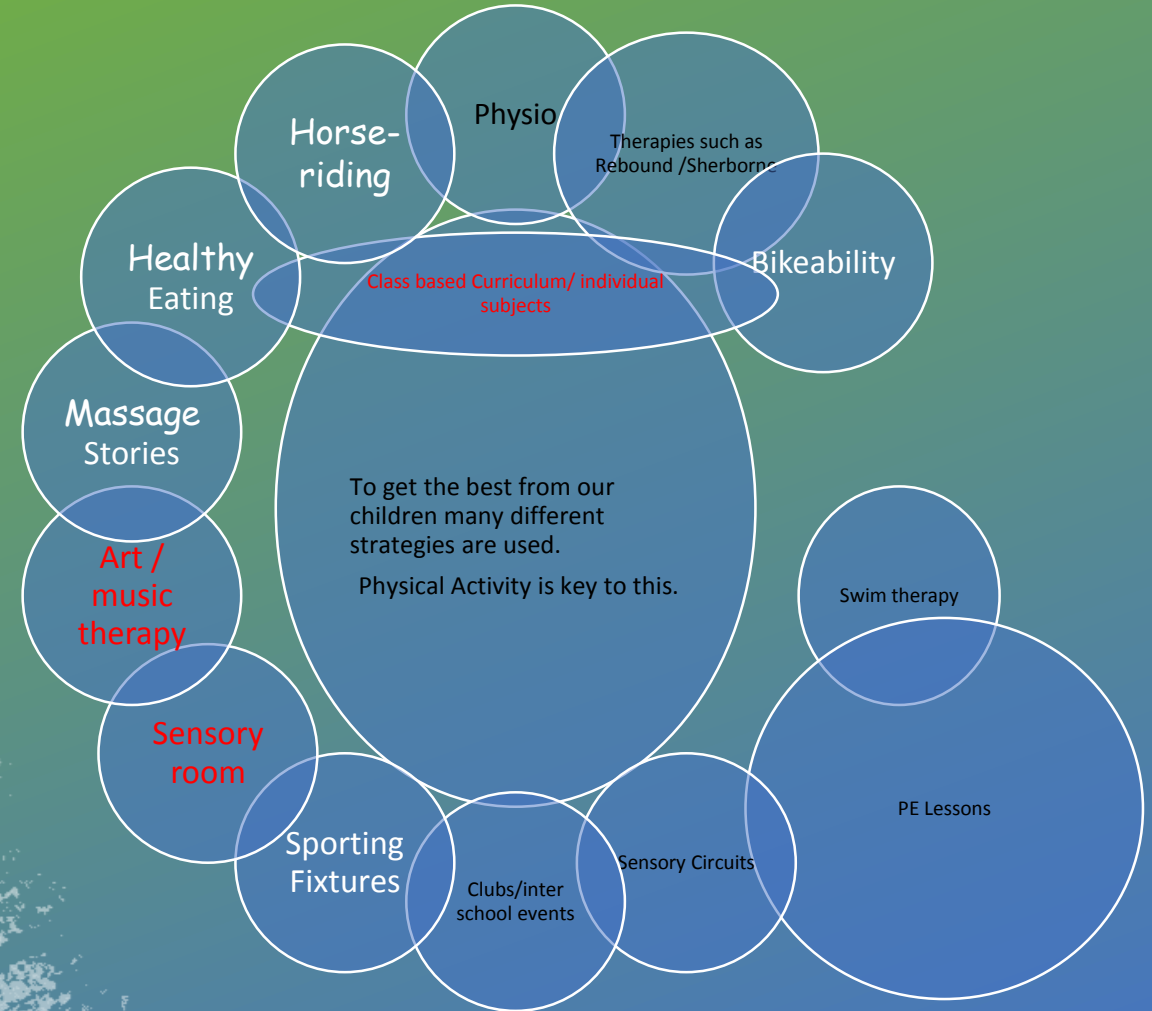 Physio
Horse-
riding
Therapies such as
Rebound /Sherborne
Bikeability
Healthy
Eating
Class based Curriculum/ individual
subjects
Massage
Stories
To get the best from our
children many different
strategies are used.
Physical Activity is key to this.
Art /
music
therapy
Swim therapy
Sensory
room
PE Lessons
Sporting
Fixtures
Clubs/inter
school events
Sensory Circuits